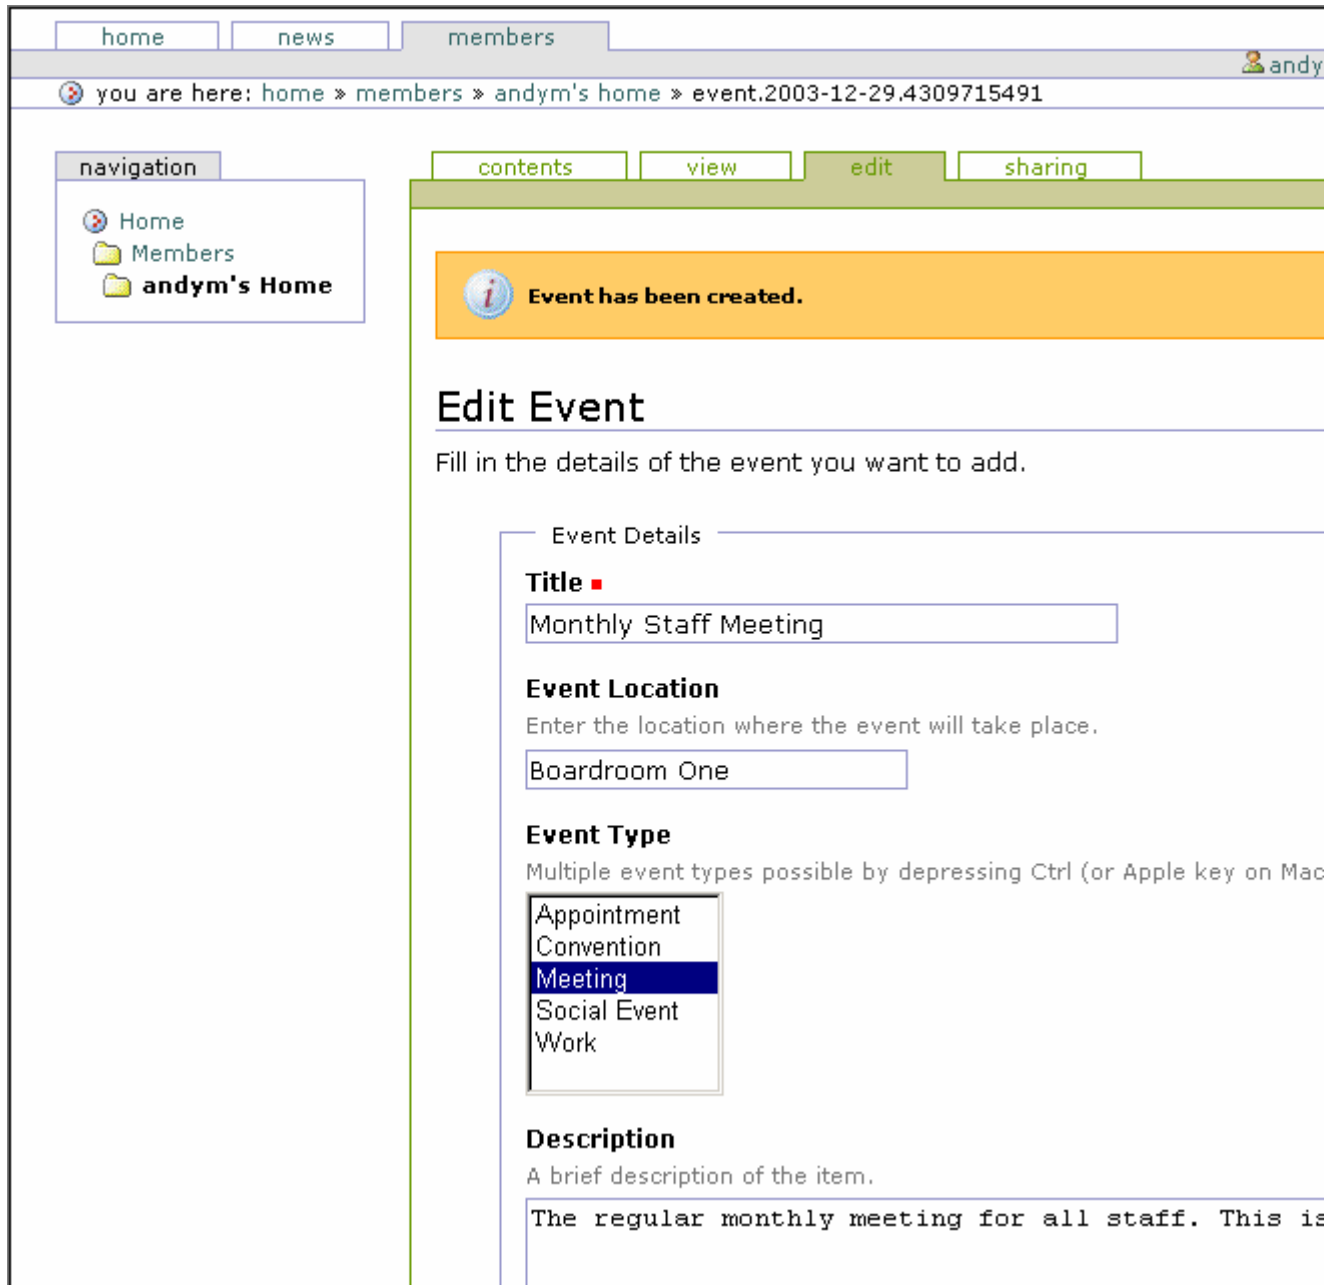 home news members
andym
you are here: home » members » andym's home » event.2003-12-29.4309715491
navigation
Home
Members
andym's Home
contents view edit sharing
Event has been created.
Edit Event
Fill in the details of the event you want to add.
Event Details
Title
Monthly Staff Meeting
Event Location
Enter the location where the event will take place.
Boardroom One
Event Type
Multiple event types possible by depressing Ctrl (or Apple key on Mac
Appointment
Convention
Meeting
Social Event
Work
Description
A brief description of the item.
The regular monthly meeting for all staff. This is